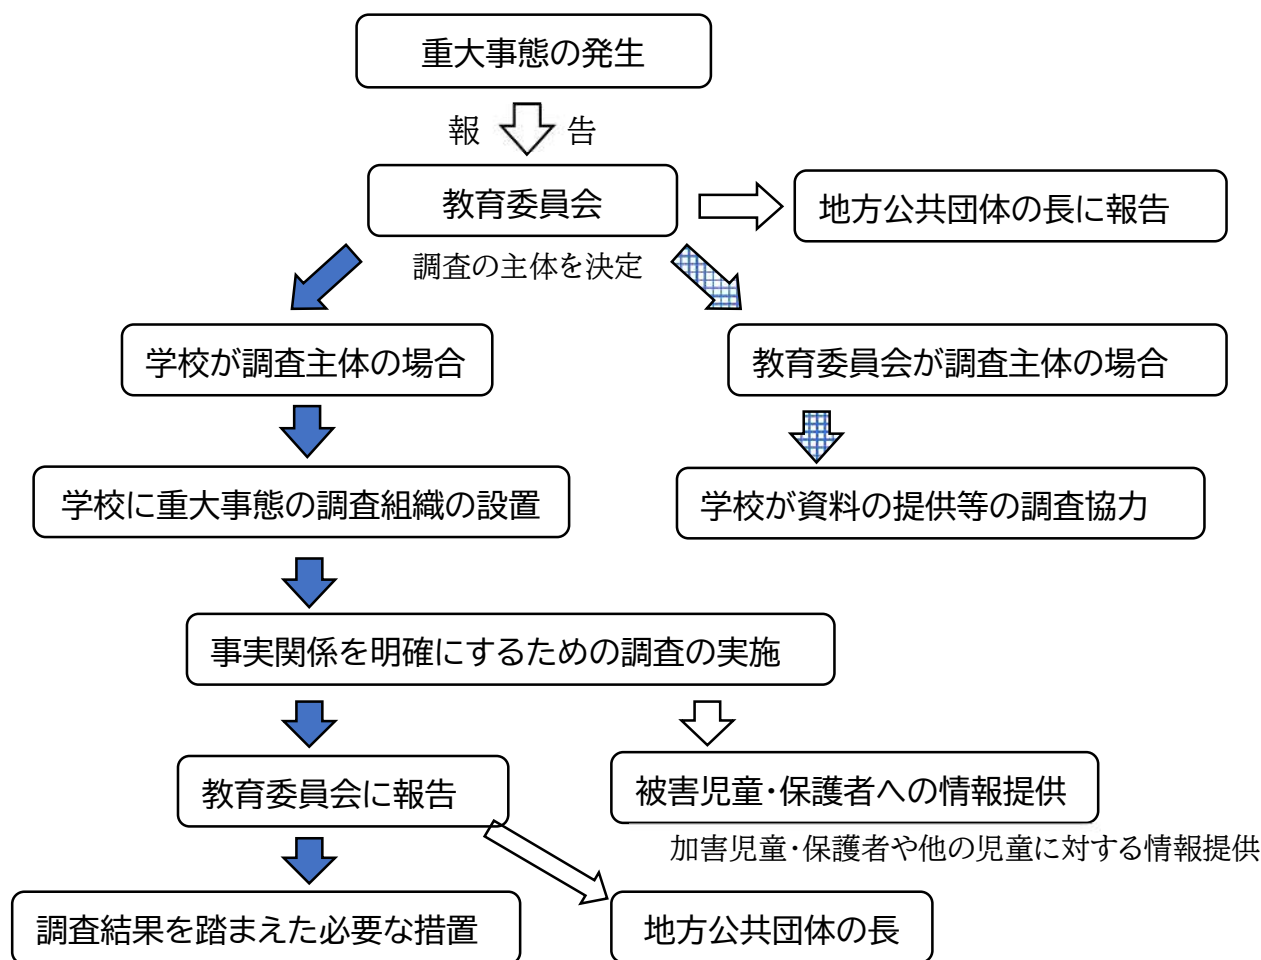 重大事態の発生
報 告
教育委員会
地方公共団体の長に報告
調査の主体を決定
学校が調査主体の場合
教育委員会が調査主体の場合
学校に重大事態の調査組織の設置
学校が資料の提供等の調査協力
事実関係を明確にするための調査の実施
教育委員会に報告
被害児童・保護者への情報提供
加害児童・保護者や他の児童に対する情報提供
調査結果を踏まえた必要な措置
地方公共団体の長